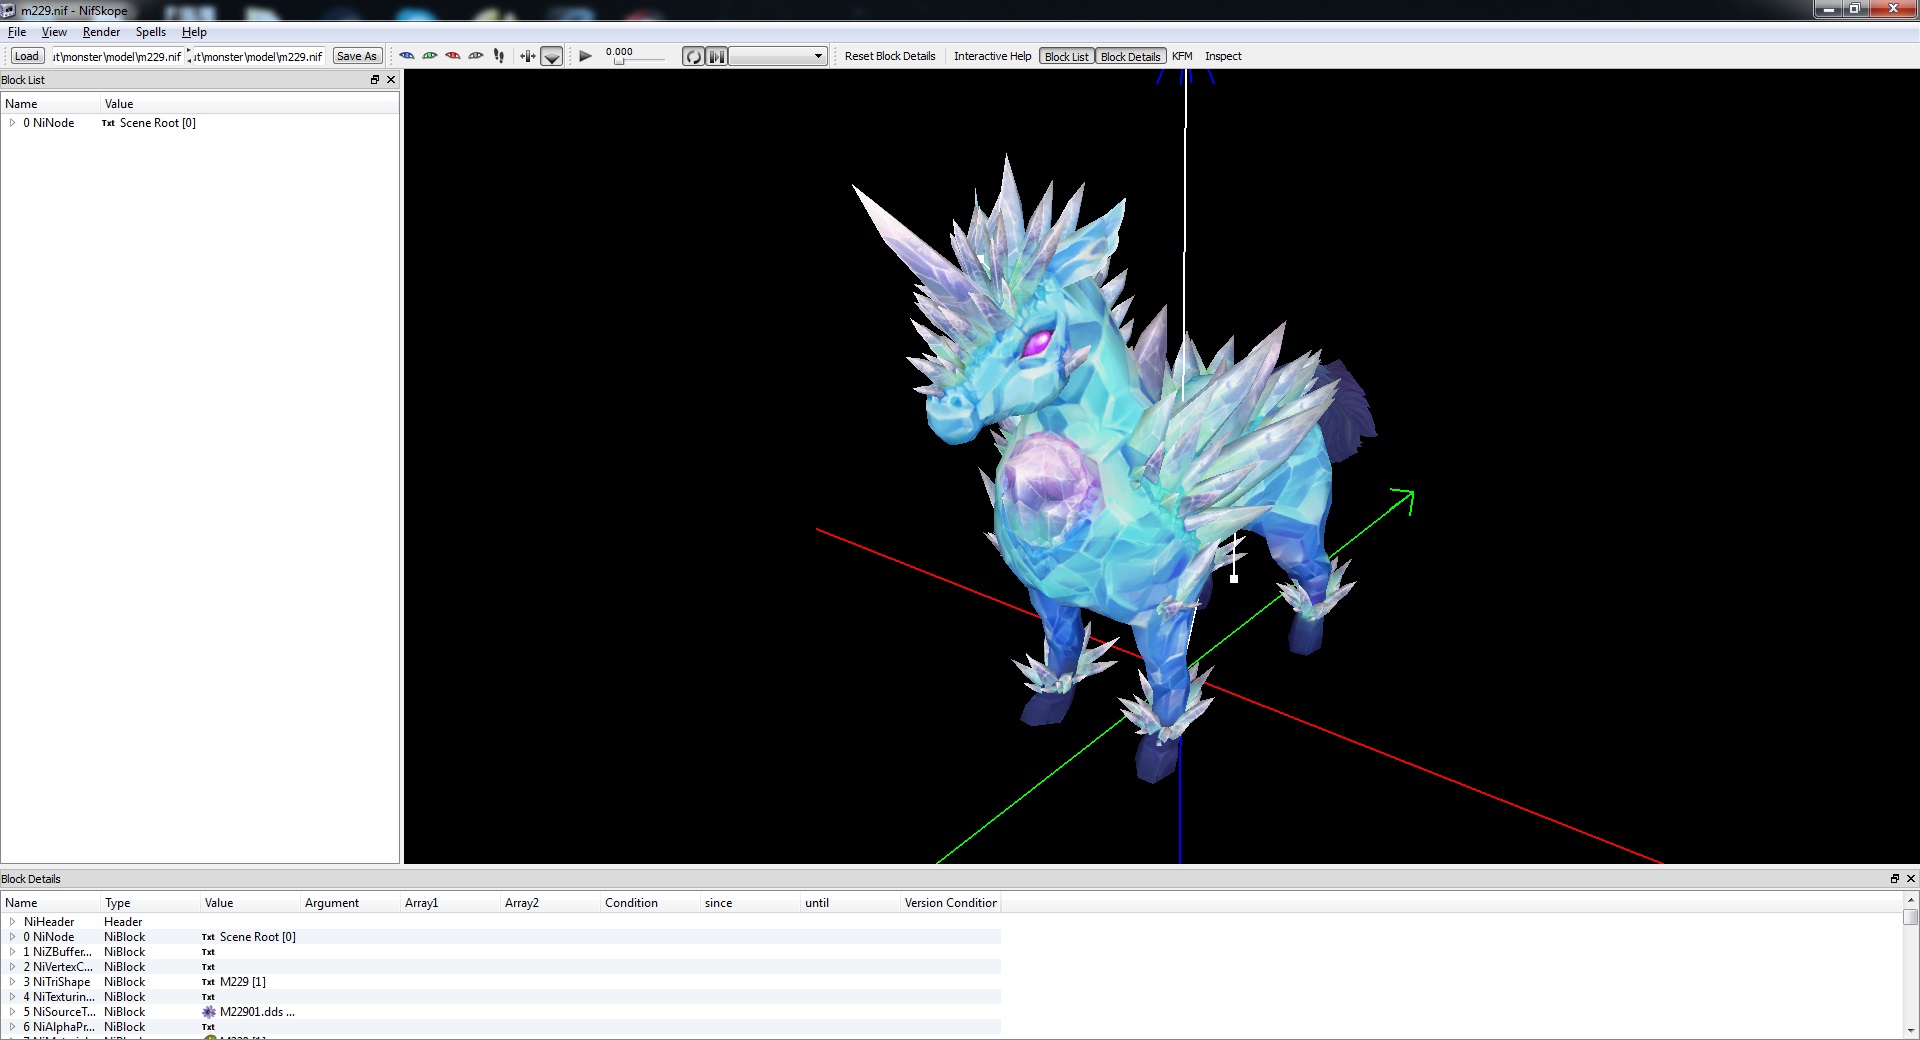 m229.nif - NifSkope
File View Render Spells Help
Load ut\monster\model\m229.nif ut\monster\model\m229.nif Save As 0.000 Reset Block Details Interactive Help Block List Block Details KFM Inspect
Block List
Name Value
0 NiNode Txt Scene Root [0]
Block Details
Name Type Value Argument Array1 Array2 Condition since until Version Condition
NiHeader Header
0 NiNode NiBlock Txt Scene Root [0]
1 NiZBuffer... NiBlock Txt
2 NiVertexC... NiBlock Txt
3 NiTriShape NiBlock Txt M229 [1]
4 NiTexturin... NiBlock Txt
5 NiSourceT... NiBlock M22901.dds ...
6 NiAlphaPr... NiBlock Txt